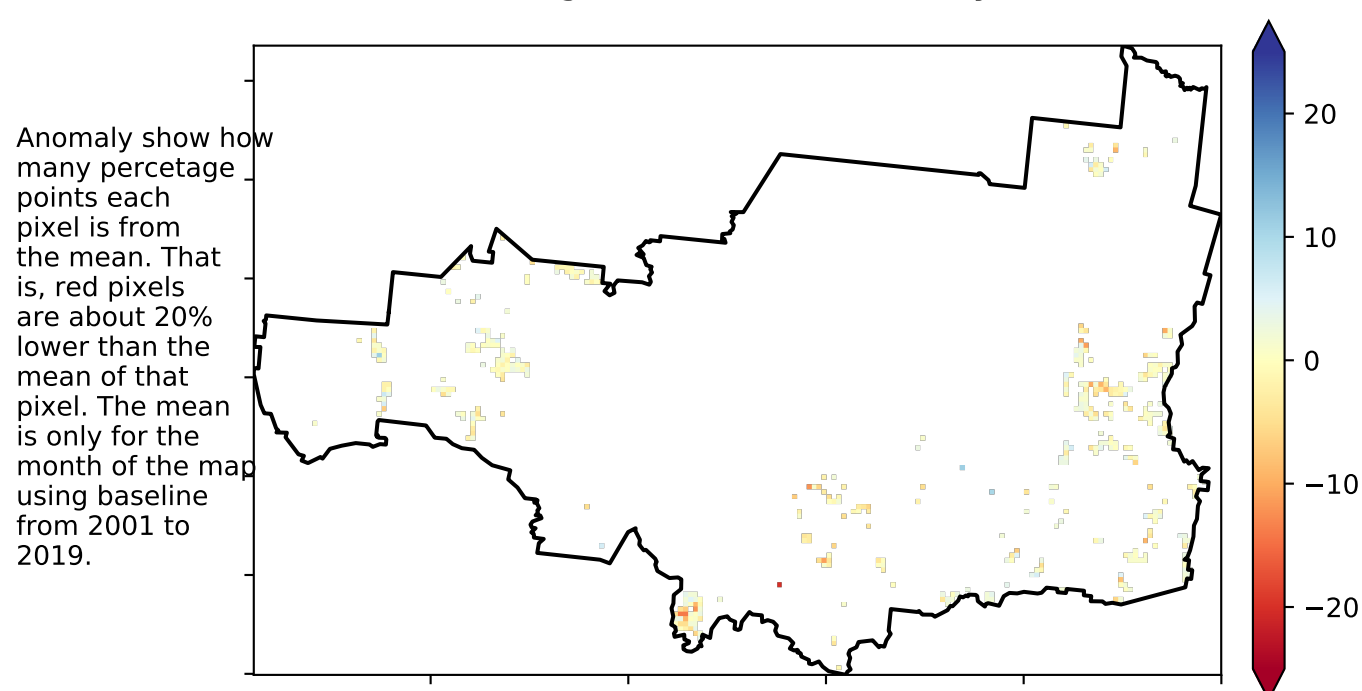 Anomaly show how
many percetage
points each
pixel is from
the mean. That
is, red pixels
are about 20%
lower than the
mean of that
pixel. The mean
is only for the
month of the map
using baseline
from 2001 to
2019.
20
10
0
−10
−20